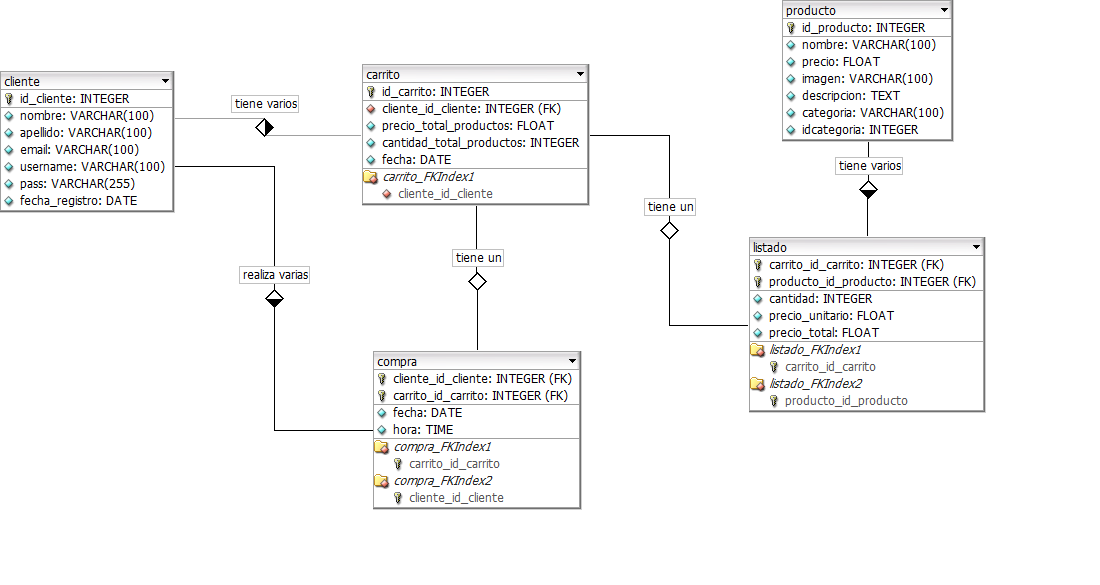 cliente
id_cliente: INTEGER
nombre: VARCHAR(100)
apellido: VARCHAR(100)
email: VARCHAR(100)
username: VARCHAR(100)
pass: VARCHAR(255)
fecha_registro: DATE
tiene varios
realiza varias
carrito
id_carrito: INTEGER
cliente_id_cliente: INTEGER (FK)
precio_total_productos: FLOAT
cantidad_total_productos: INTEGER
fecha: DATE
carrito_FKIndex1
cliente_id_cliente
tiene un
compra
cliente_id_cliente: INTEGER (FK)
carrito_id_carrito: INTEGER (FK)
fecha: DATE
hora: TIME
compra_FKIndex1
carrito_id_carrito
compra_FKIndex2
cliente_id_cliente
tiene un
producto
id_producto: INTEGER
nombre: VARCHAR(100)
precio: FLOAT
imagen: VARCHAR(100)
descripcion: TEXT
categoria: VARCHAR(100)
idcategoria: INTEGER
tiene varios
listado
carrito_id_carrito: INTEGER (FK)
producto_id_producto: INTEGER (FK)
cantidad: INTEGER
precio_unitario: FLOAT
precio_total: FLOAT
listado_FKIndex1
carrito_id_carrito
listado_FKIndex2
producto_id_producto